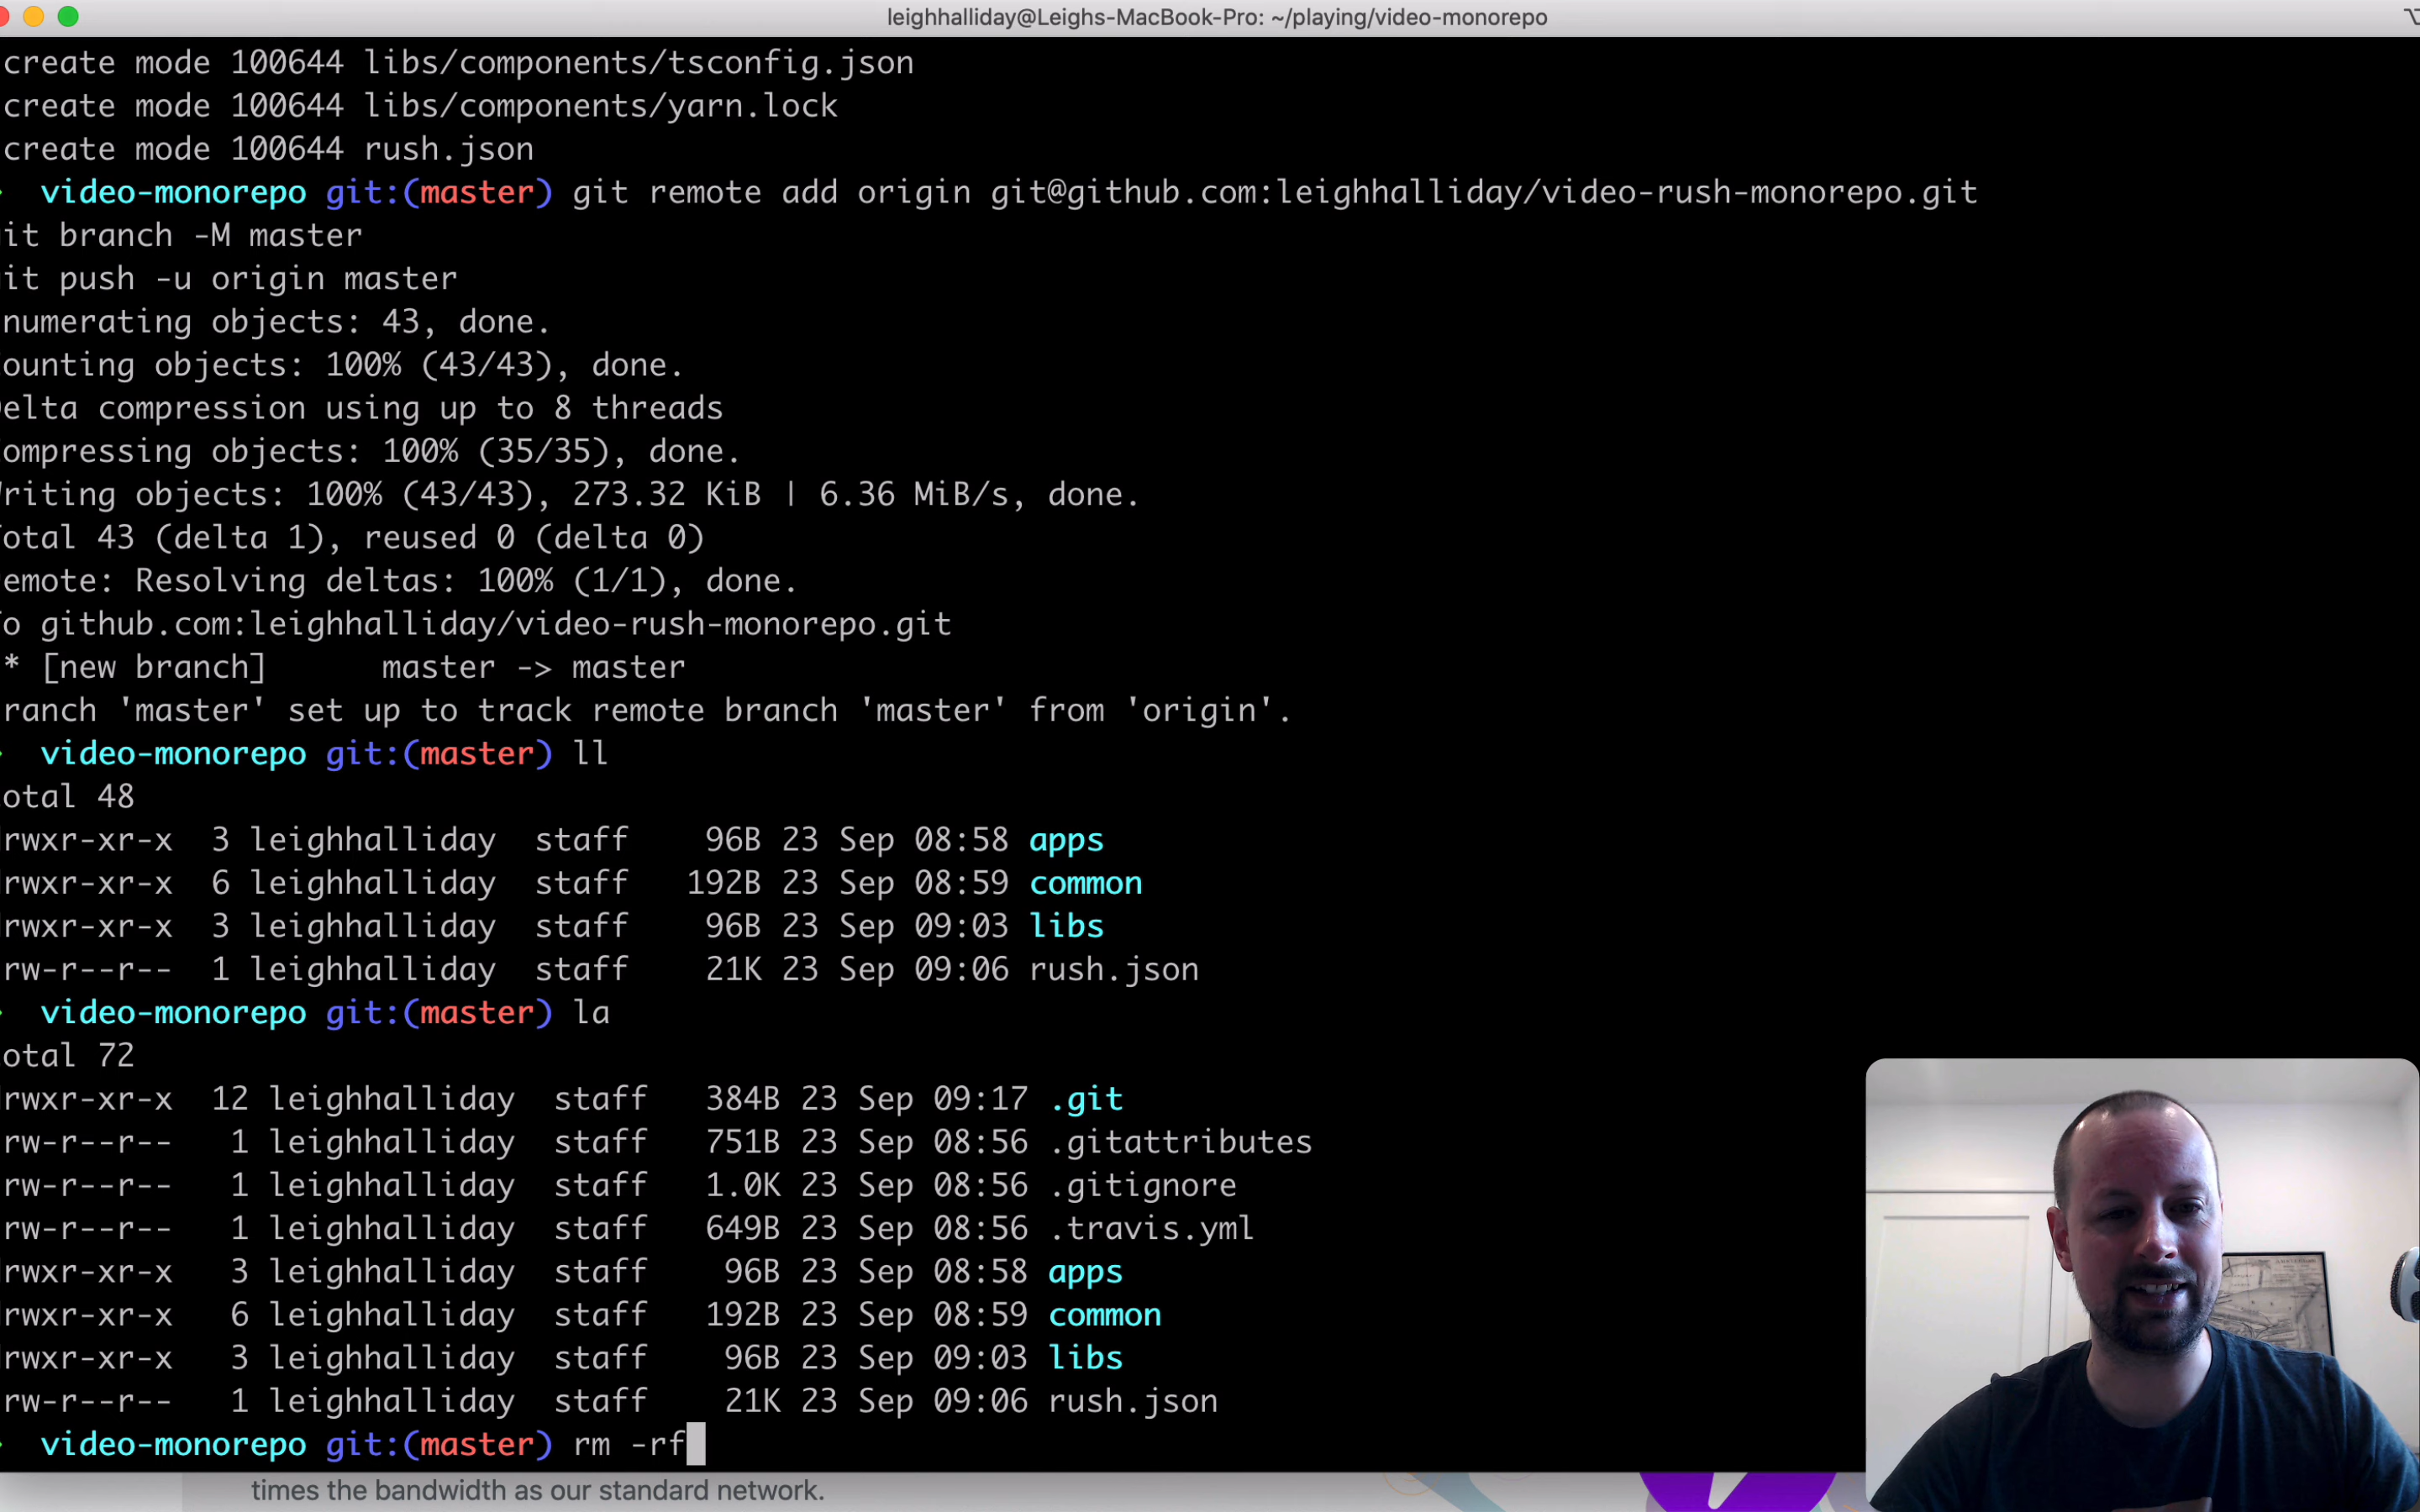 leighhalliday@Leighs-MacBook-Pro: ~/playing/video-monorepo
create mode 100644 libs/components/tsconfig.json
create mode 100644 libs/components/yarn.lock
create mode 100644 rush.json
video-monorepo git:(master) git remote add origin git@github.com:leighhalliday/video-rush-monorepo.git
it branch -M master
it push -u origin master
numerating objects: 43, done.
ounting objects: 100% (43/43), done.
elta compression using up to 8 threads
ompressing objects: 100% (35/35), done.
riting objects: 100% (43/43), 273.32 KiB | 6.36 MiB/s, done.
otal 43 (delta 1), reused 0 (delta 0)
emote: Resolving deltas: 100% (1/1), done.
o github.com:leighhalliday/video-rush-monorepo.git
* [new branch]      master -> master
ranch 'master' set up to track remote branch 'master' from 'origin'.
video-monorepo git:(master) ll
otal 48
rwxr-xr-x  3 leighhalliday  staff    96B 23 Sep 08:58 apps
rwxr-xr-x  6 leighhalliday  staff   192B 23 Sep 08:59 common
rwxr-xr-x  3 leighhalliday  staff    96B 23 Sep 09:03 libs
rw-r--r--  1 leighhalliday  staff    21K 23 Sep 09:06 rush.json
video-monorepo git:(master) la
otal 72
rwxr-xr-x  12 leighhalliday  staff   384B 23 Sep 09:17 .git
rw-r--r--   1 leighhalliday  staff   751B 23 Sep 08:56 .gitattributes
rw-r--r--   1 leighhalliday  staff   1.0K 23 Sep 08:56 .gitignore
rw-r--r--   1 leighhalliday  staff   649B 23 Sep 08:56 .travis.yml
rwxr-xr-x   3 leighhalliday  staff    96B 23 Sep 08:58 apps
rwxr-xr-x   6 leighhalliday  staff   192B 23 Sep 08:59 common
rwxr-xr-x   3 leighhalliday  staff    96B 23 Sep 09:03 libs
rw-r--r--   1 leighhalliday  staff    21K 23 Sep 09:06 rush.json
video-monorepo git:(master) rm -rf
times the bandwidth as our standard network.